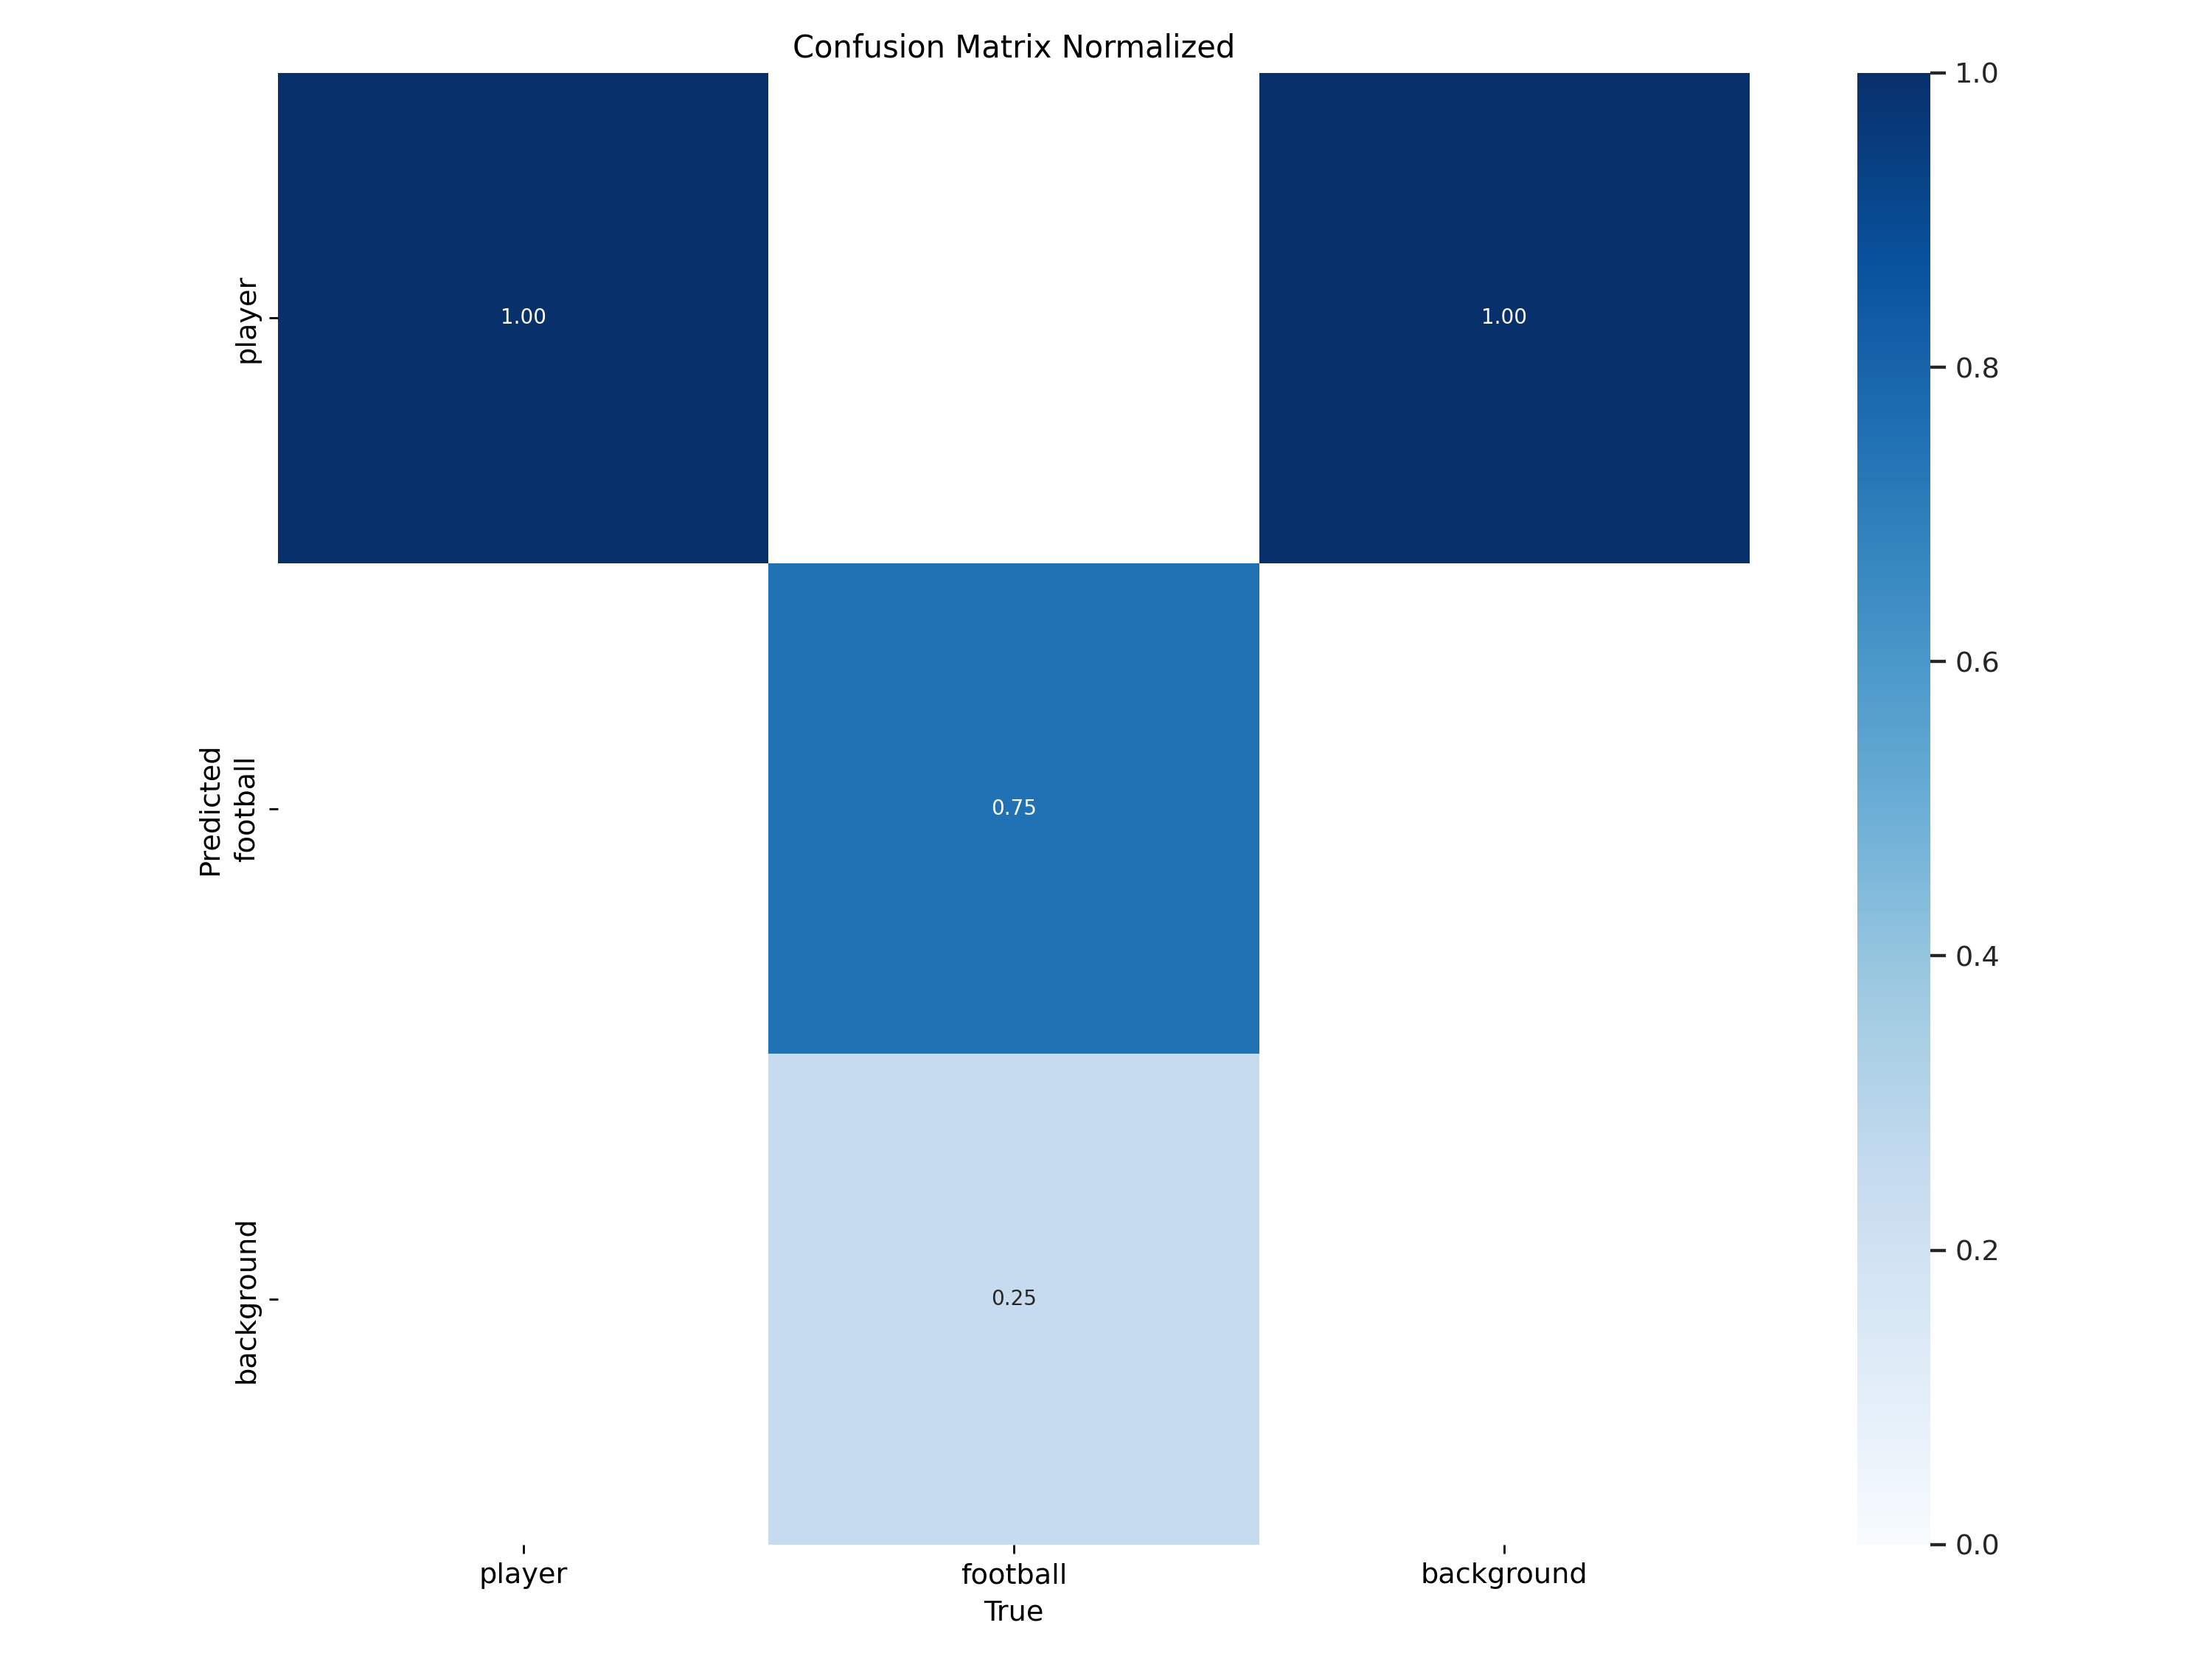 Confusion Matrix Normalized
player
football
background
Predicted
1.00
1.00
0.75
0.25
player
football
background
True
1.0
0.8
0.6
0.4
0.2
0.0